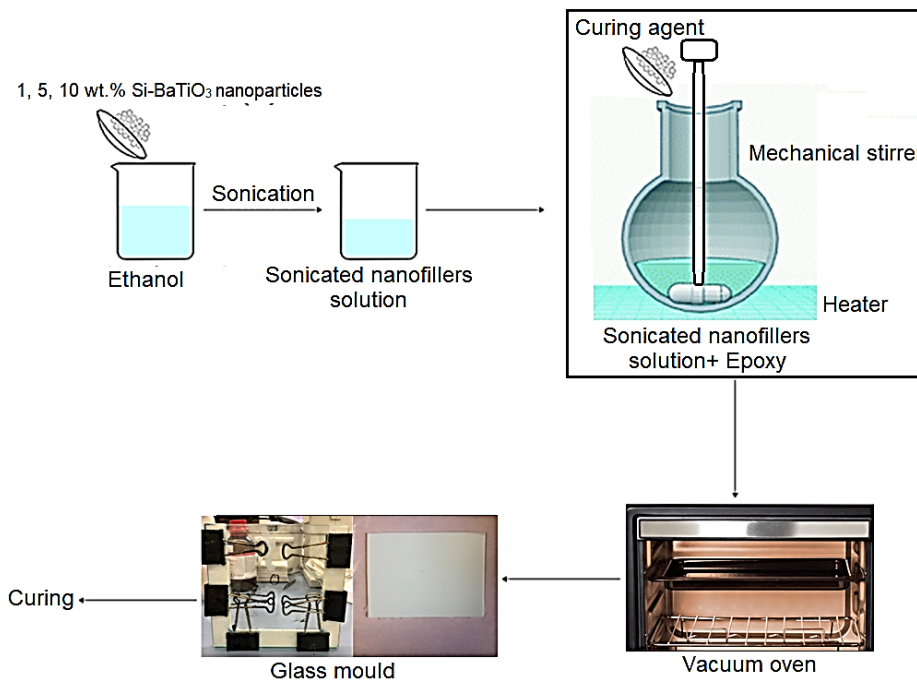 Curing agent
1, 5, 10 wt.% Si-BaTiO₃ nanoparticles
Sonication
Mechanical stirrer
Ethanol
Sonicated nanofillers
solution
Heater
Sonicated nanofillers
solution+ Epoxy
Curing
Glass mould
Vacuum oven